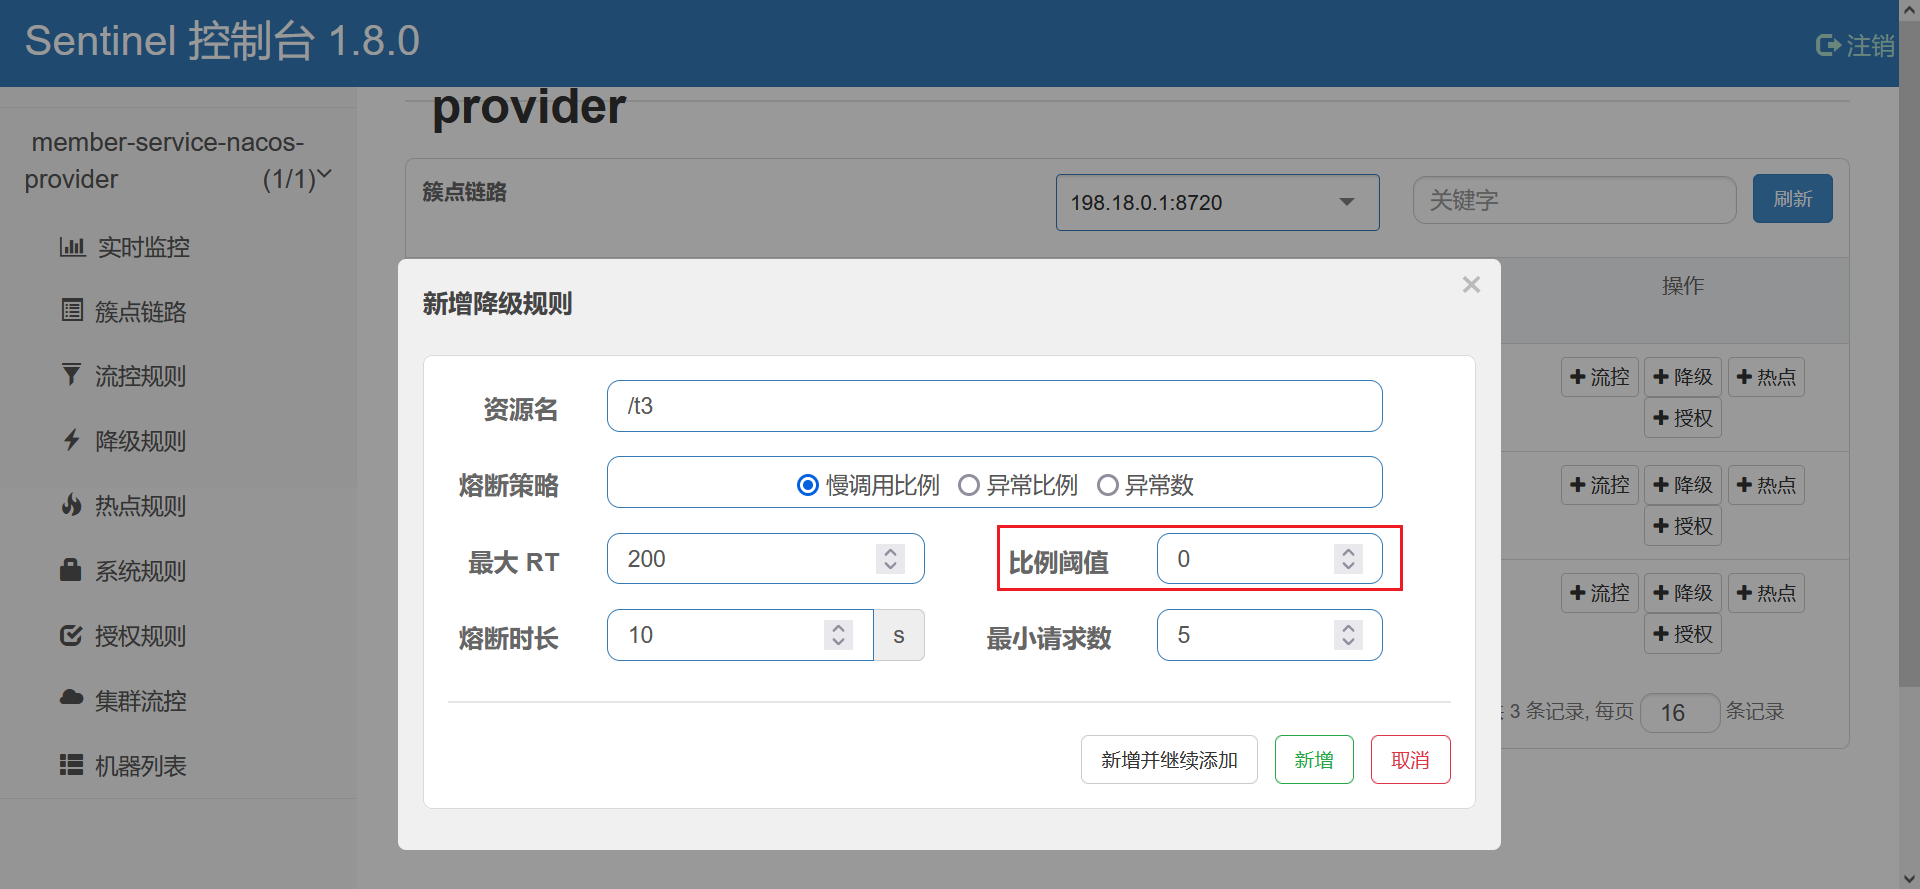 Sentinel 控制台 1.8.0
注销
member-service-nacos-
provider (1/1)
实时监控
簇点链路
流控规则
降级规则
热点规则
系统规则
授权规则
集群流控
机器列表
provider
簇点链路
198.18.0.1:8720
关键字
刷新
操作
流控 降级 热点
授权
流控 降级 热点
授权
流控 降级 热点
授权
3 条记录, 每页 16 条记录
新增降级规则
×
资源名 /t3
熔断策略 慢调用比例 异常比例 异常数
最大 RT 200 比例阈值 0
熔断时长 10 s 最小请求数 5
新增并继续添加 新增 取消